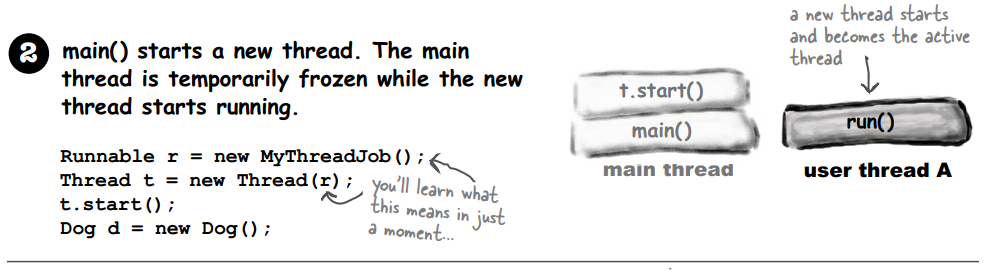 2
main() starts a new thread. The main
thread is temporarily frozen while the new
thread starts running.
Runnable r = new MyThreadJob();
Thread t = new Thread(r);
t.start();
Dog d = new Dog();
you'll learn what
this means in just
a moment...
t.start()
main()
main thread
a new thread starts
and becomes the active
thread
run()
user thread A